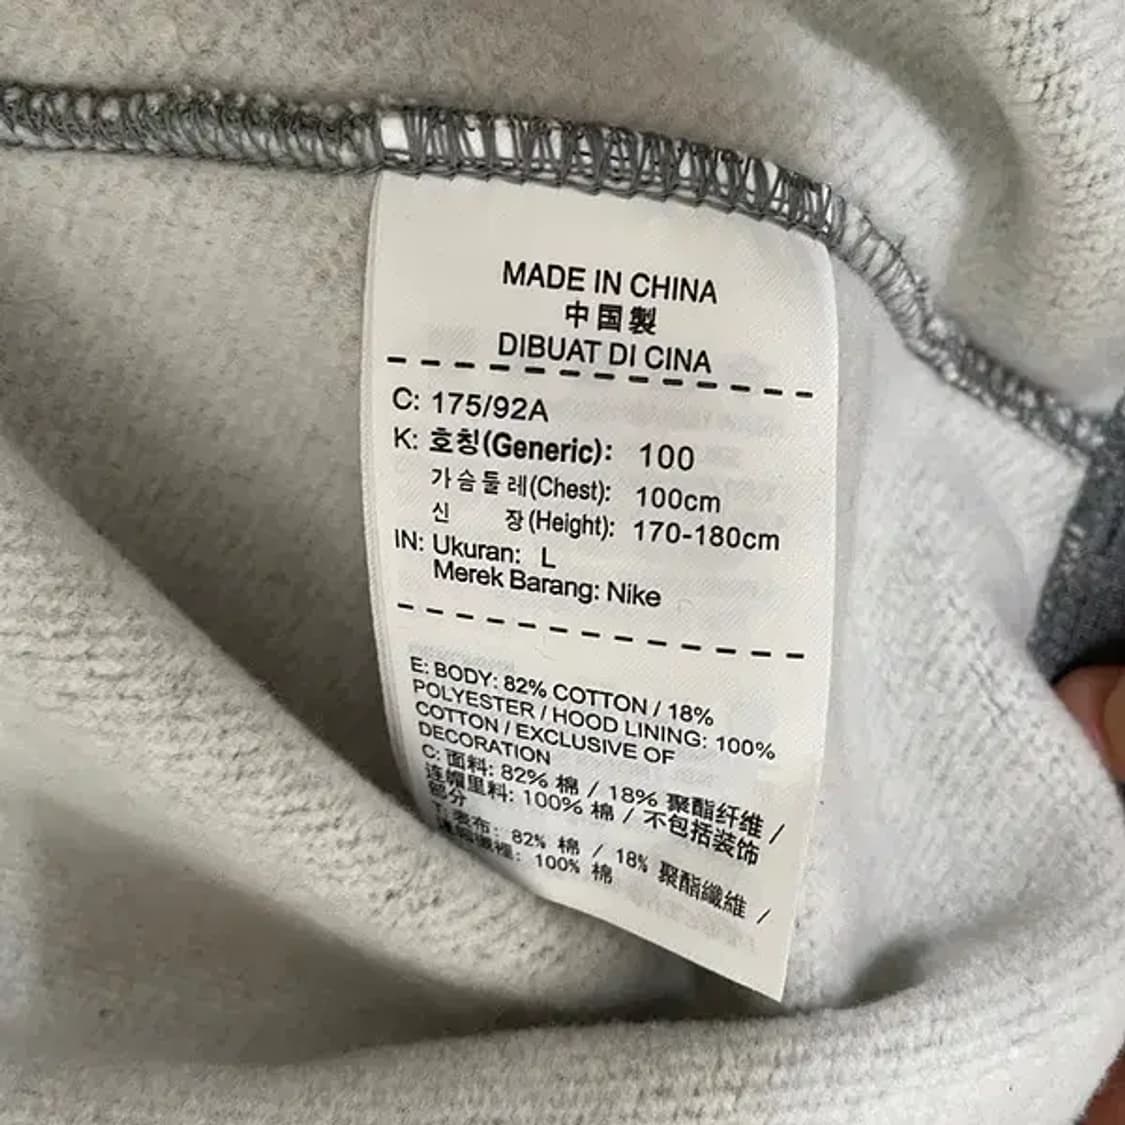 MADE IN CHINA
中国製
DIBUAT DI CINA
C: 175/92A
K: 호칭(Generic): 100
가슴둘레(Chest): 100cm
신 장(Height): 170-180cm
IN: Ukuran: L
Merek Barang: Nike
E: BODY: 82% COTTON / 18%
POLYESTER / HOOD LINING: 100%
COTTON / EXCLUSIVE OF
DECORATION
C: 面料: 82% 棉 / 18% 聚酯纤维 /
连帽里料: 100% 棉 / 不包括装饰
部分
T: 表布: 82% 棉 / 18% 聚酯纖維 /
100% 棉